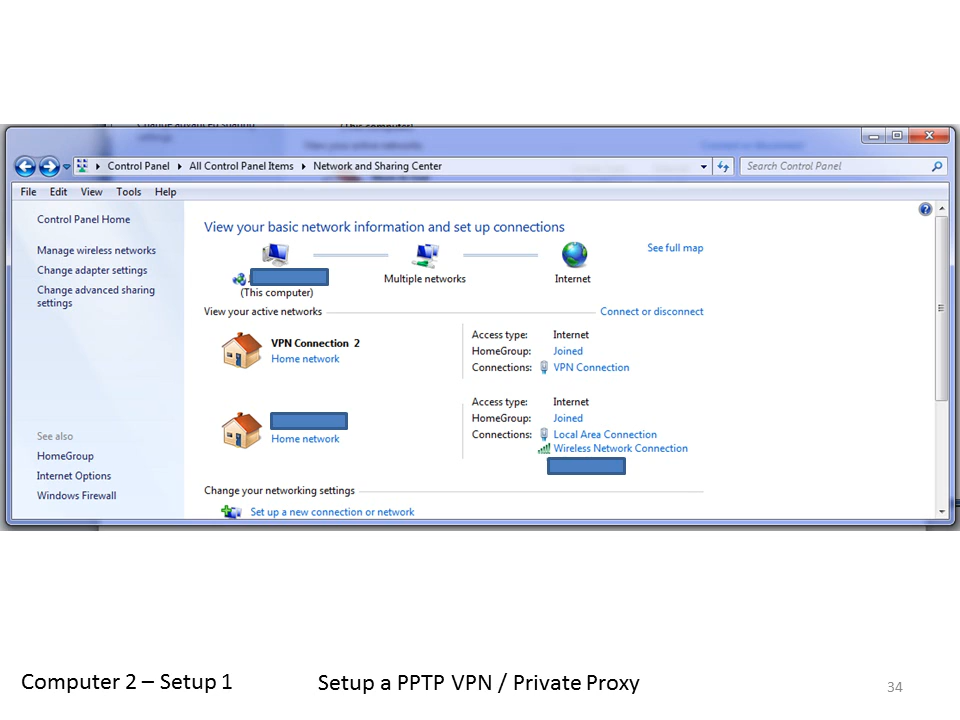 Control Panel ▸ All Control Panel Items ▸ Network and Sharing Center
Search Control Panel
File Edit View Tools Help
Control Panel Home
Manage wireless networks
Change adapter settings
Change advanced sharing
settings
See also
HomeGroup
Internet Options
Windows Firewall
View your basic network information and set up connections
See full map
(This computer)
Multiple networks
Internet
View your active networks
Connect or disconnect
VPN Connection 2
Home network
Access type: Internet
HomeGroup: Joined
Connections: VPN Connection
Home network
Access type: Internet
HomeGroup: Joined
Connections: Local Area Connection
Wireless Network Connection
Change your networking settings
Set up a new connection or network
Computer 2 – Setup 1
Setup a PPTP VPN / Private Proxy
34